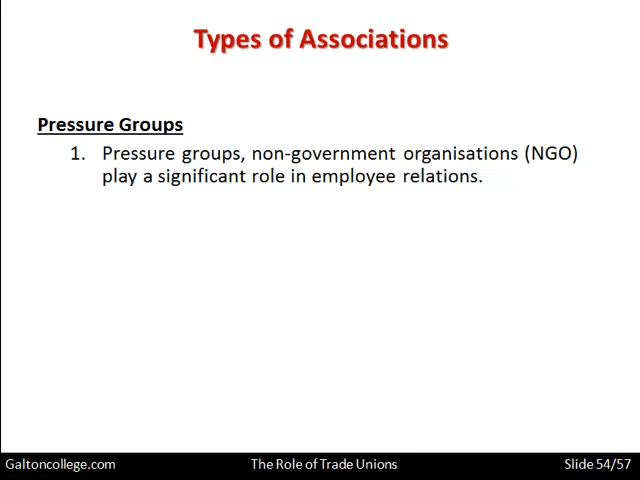 Types of Associations
Pressure Groups
1. Pressure groups, non-government organisations (NGO)
play a significant role in employee relations.
Galtoncollege.com The Role of Trade Unions Slide 54/57